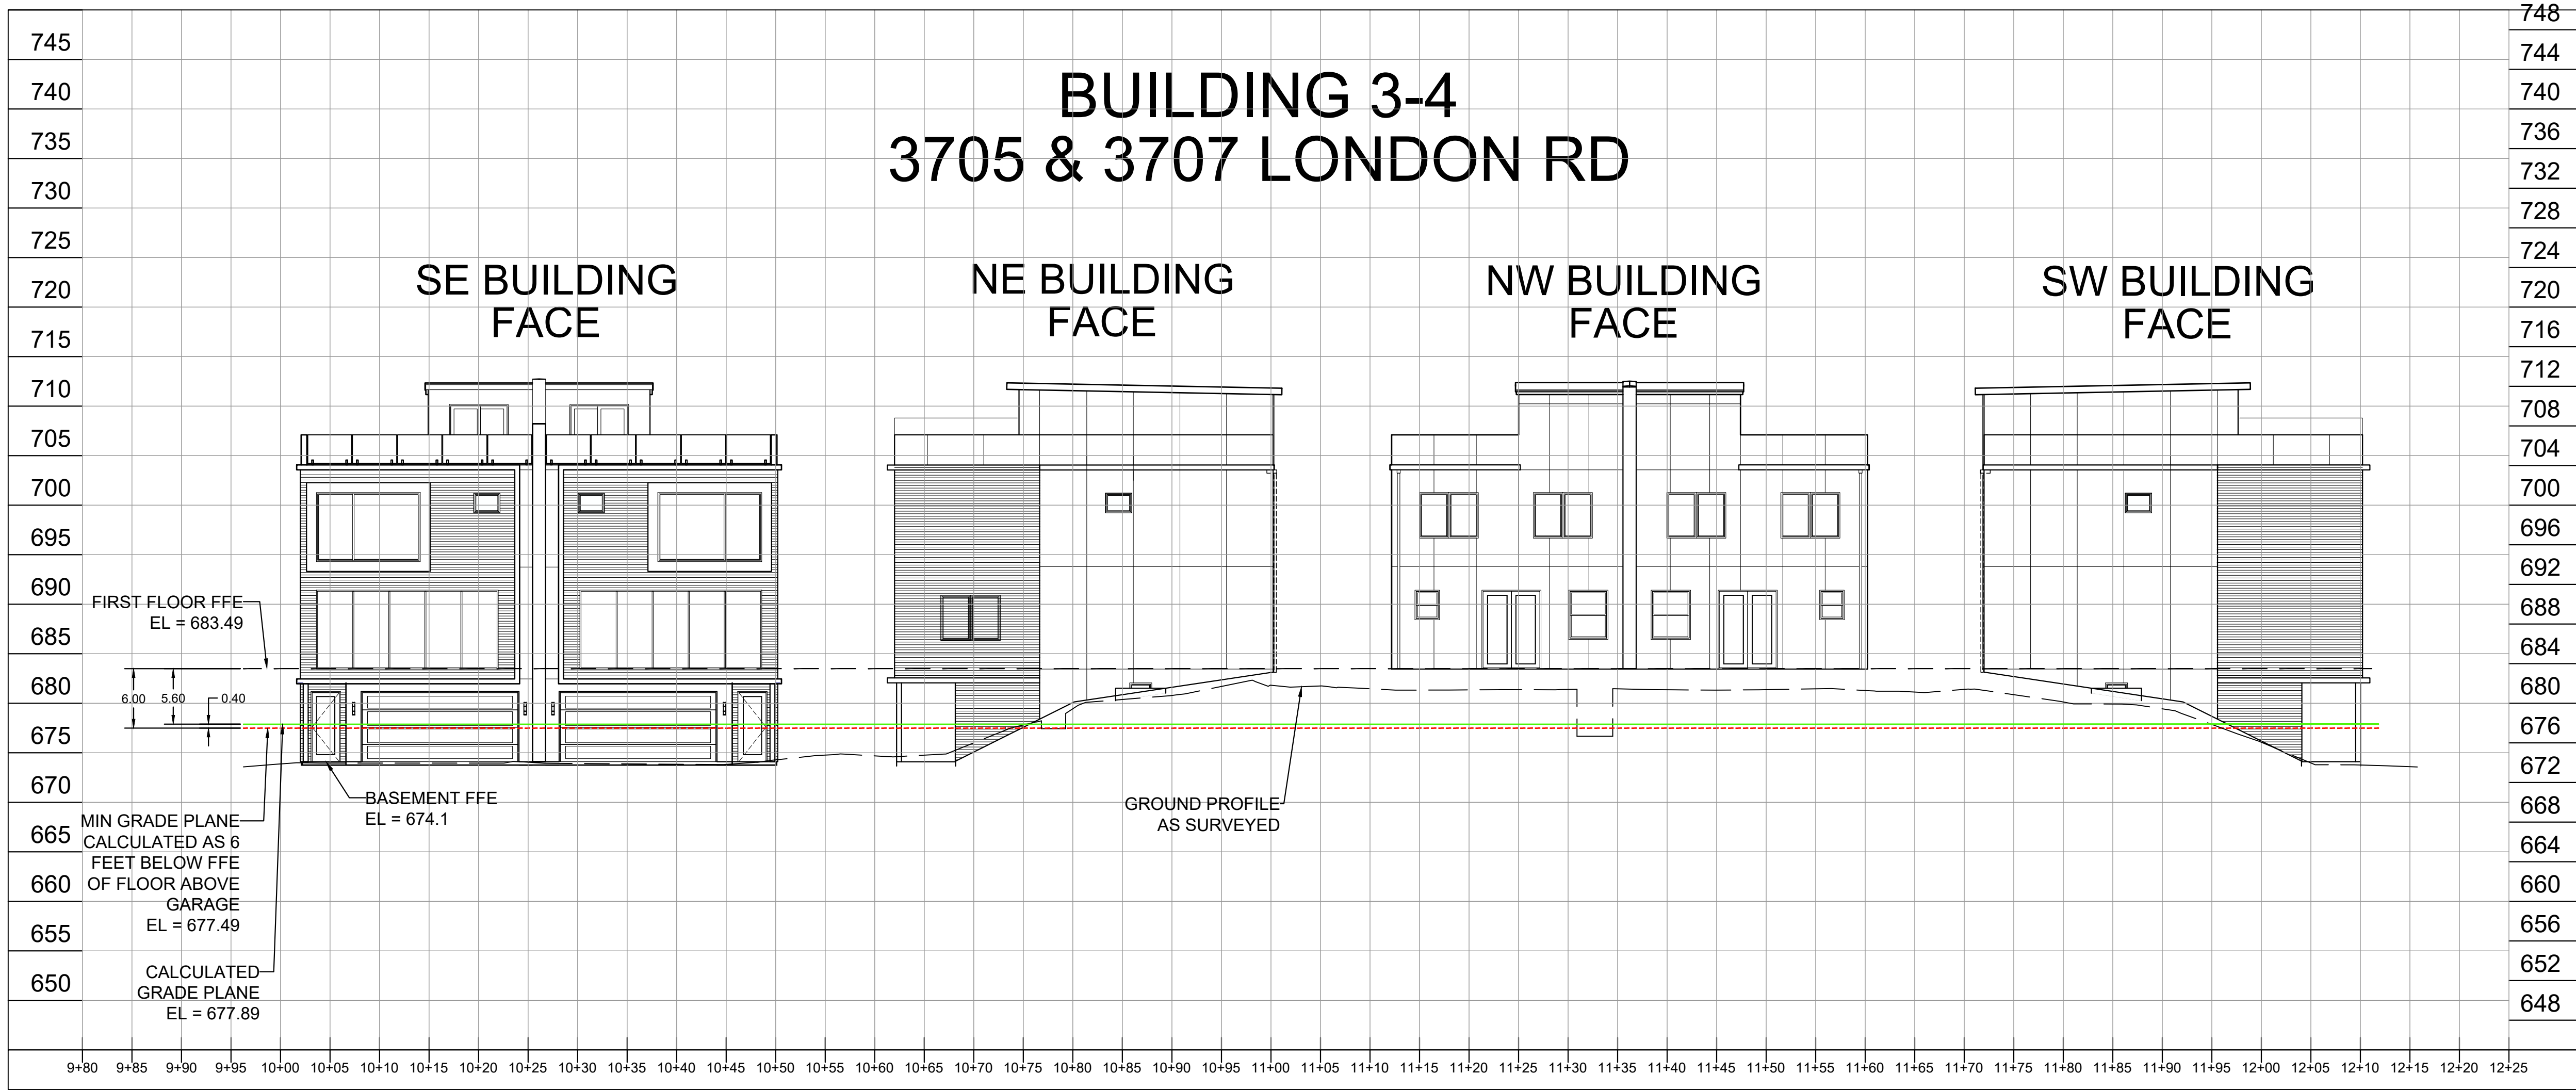 BUILDING 3-4
3705 & 3707 LONDON RD
SE BUILDING
FACE
NE BUILDING
FACE
NW BUILDING
FACE
SW BUILDING
FACE
745
740
735
730
725
720
715
710
705
700
695
690
685
680
675
670
665
660
655
650
FIRST FLOOR FFE
EL = 683.49
6.00 5.60 0.40
BASEMENT FFE
EL = 674.1
MIN GRADE PLANE
CALCULATED AS 6
FEET BELOW FFE
OF FLOOR ABOVE
GARAGE
EL = 677.49
CALCULATED
GRADE PLANE
EL = 677.89
GROUND PROFILE
AS SURVEYED
748
744
740
736
732
728
724
720
716
712
708
704
700
696
692
688
684
680
676
672
668
664
660
656
652
648
9+80 9+85 9+90 9+95 10+00 10+05 10+10 10+15 10+20 10+25 10+30 10+35 10+40 10+45 10+50 10+55 10+60 10+65 10+70 10+75 10+80 10+85 10+90 10+95 11+00 11+05 11+10 11+15 11+20 11+25 11+30 11+35 11+40 11+45 11+50 11+55 11+60 11+65 11+70 11+75 11+80 11+85 11+90 11+95 12+00 12+05 12+10 12+15 12+20 12+25